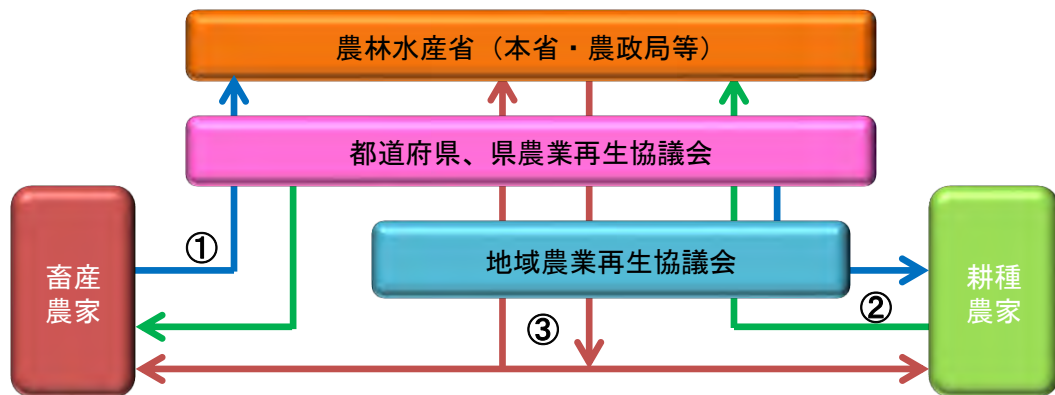 農林水産省（本省・農政局等）
都道府県、県農業再生協議会
①
地域農業再生協議会
畜産
農家
耕種
農家
②
③